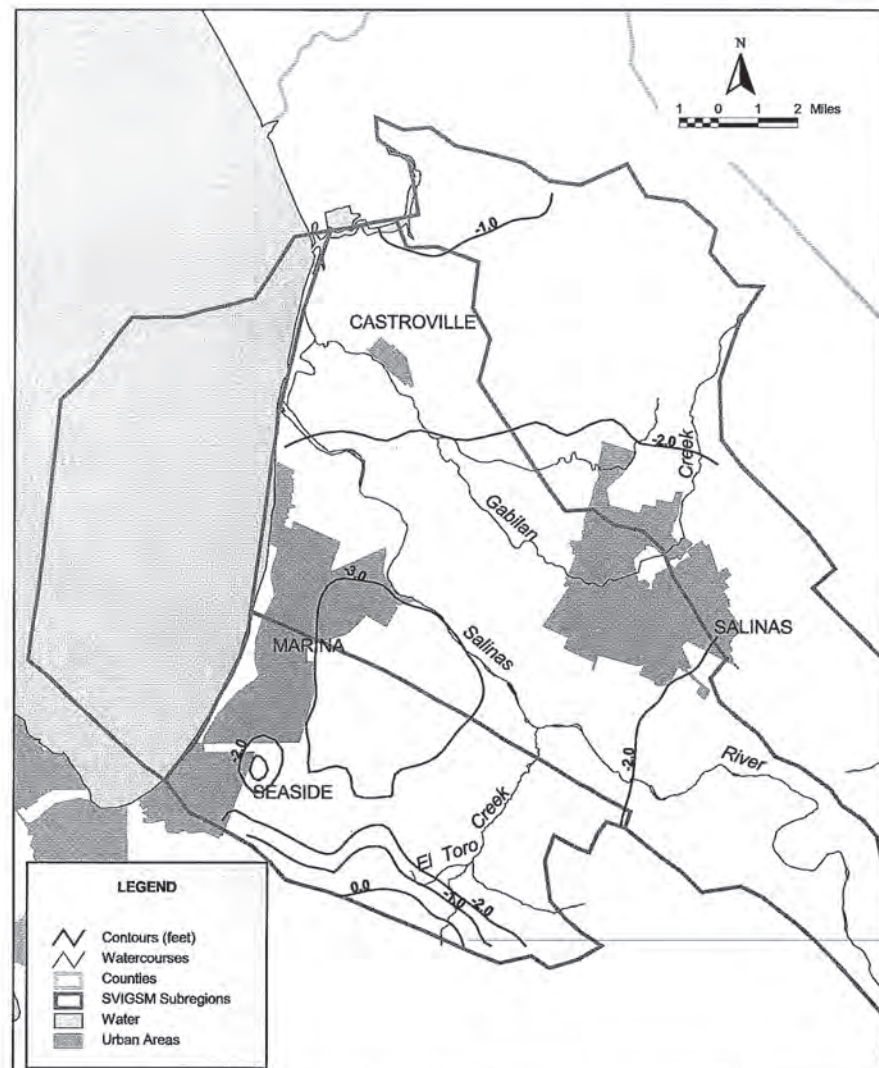 N
1 0 1 2 Miles
-1.0
CASTROVILLE
-2.0
Creek
Gabilan
-3.0
MARINA
Salinas
SALINAS
-2.0
-2.0
River
SEASIDE
Creek
El Toro
0.0
-1.0
-2.0
LEGEND
Contours (feet)
Watercourses
Counties
SVIGSM Subregions
Water
Urban Areas